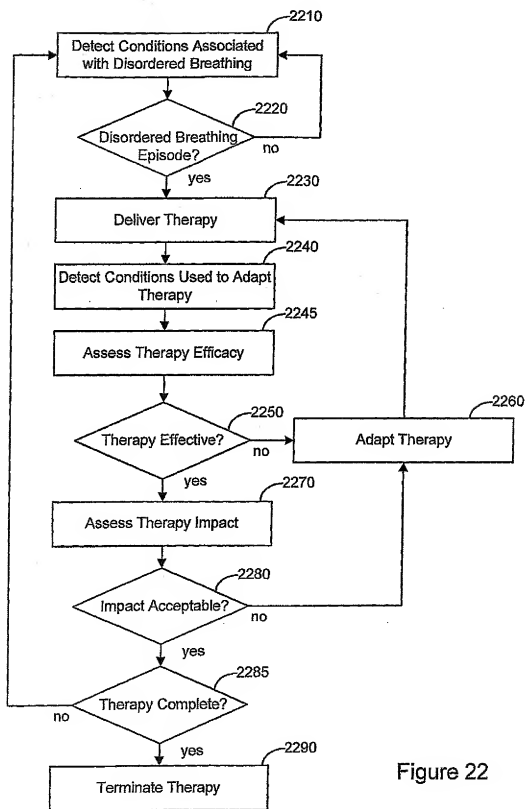 2210
Detect Conditions Associated
with Disordered Breathing
2220
Disordered Breathing
Episode?
no
yes
2230
Deliver Therapy
2240
Detect Conditions Used to Adapt
Therapy
2245
Assess Therapy Efficacy
2250
Therapy Effective?
no
2260
Adapt Therapy
yes
2270
Assess Therapy Impact
2280
Impact Acceptable?
no
yes
2285
Therapy Complete?
no
yes
2290
Terminate Therapy
Figure 22